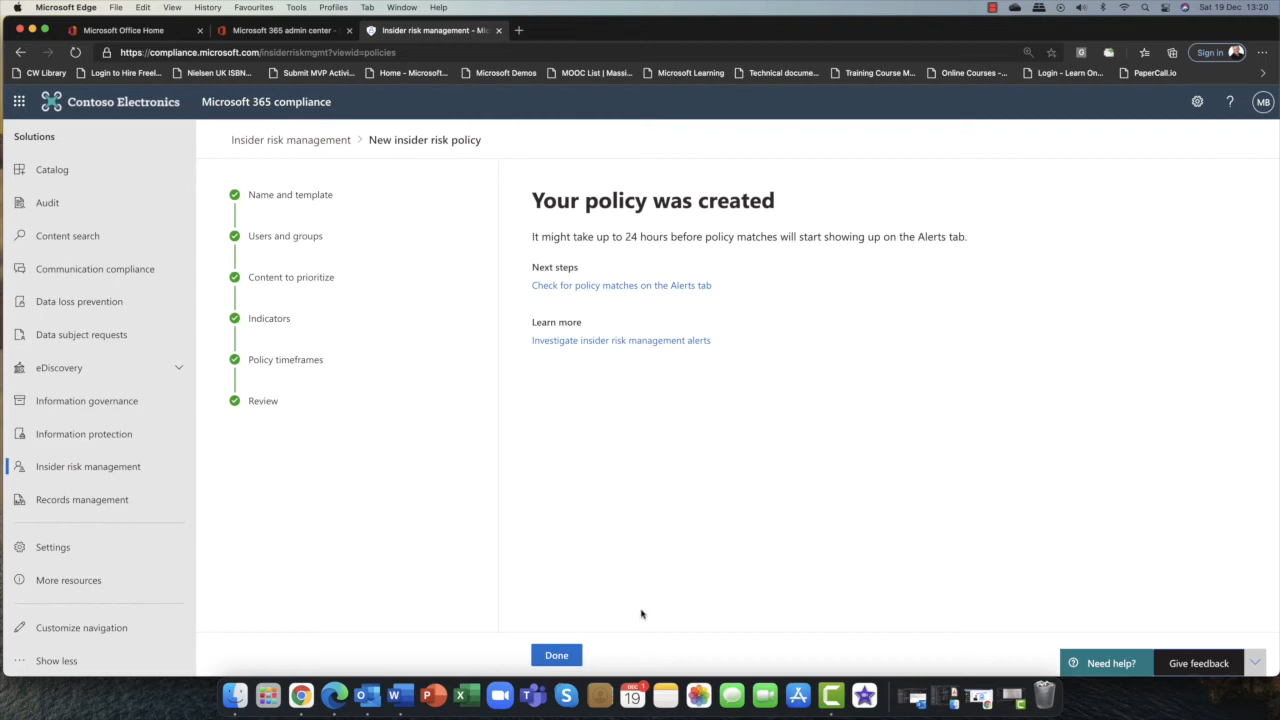 Microsoft Edge File Edit View History Favourites Tools Profiles Tab Window Help Sat 19 Dec 13:20
Microsoft Office Home
Microsoft 365 admin center -
Insider risk management - Mic
https://compliance.microsoft.com/insiderriskmgmt?viewid=policies
Sign in
CW Library
Login to Hire Freel...
Nielsen UK ISBN...
Submit MVP Activi...
Home - Microsoft...
Microsoft Demos
MOOC List | Massi...
Microsoft Learning
Technical docume...
Training Course M...
Online Courses -...
Login - Learn On...
PaperCall.io
Contoso Electronics
Microsoft 365 compliance
MB
Solutions
Catalog
Audit
Content search
Communication compliance
Data loss prevention
Data subject requests
eDiscovery
Information governance
Information protection
Insider risk management
Records management
Settings
More resources
Customize navigation
Show less
Insider risk management > New insider risk policy
Name and template
Users and groups
Content to prioritize
Indicators
Policy timeframes
Review
Your policy was created
It might take up to 24 hours before policy matches will start showing up on the Alerts tab.
Next steps
Check for policy matches on the Alerts tab
Learn more
Investigate insider risk management alerts
Done
Need help?
Give feedback
DEC
19
1